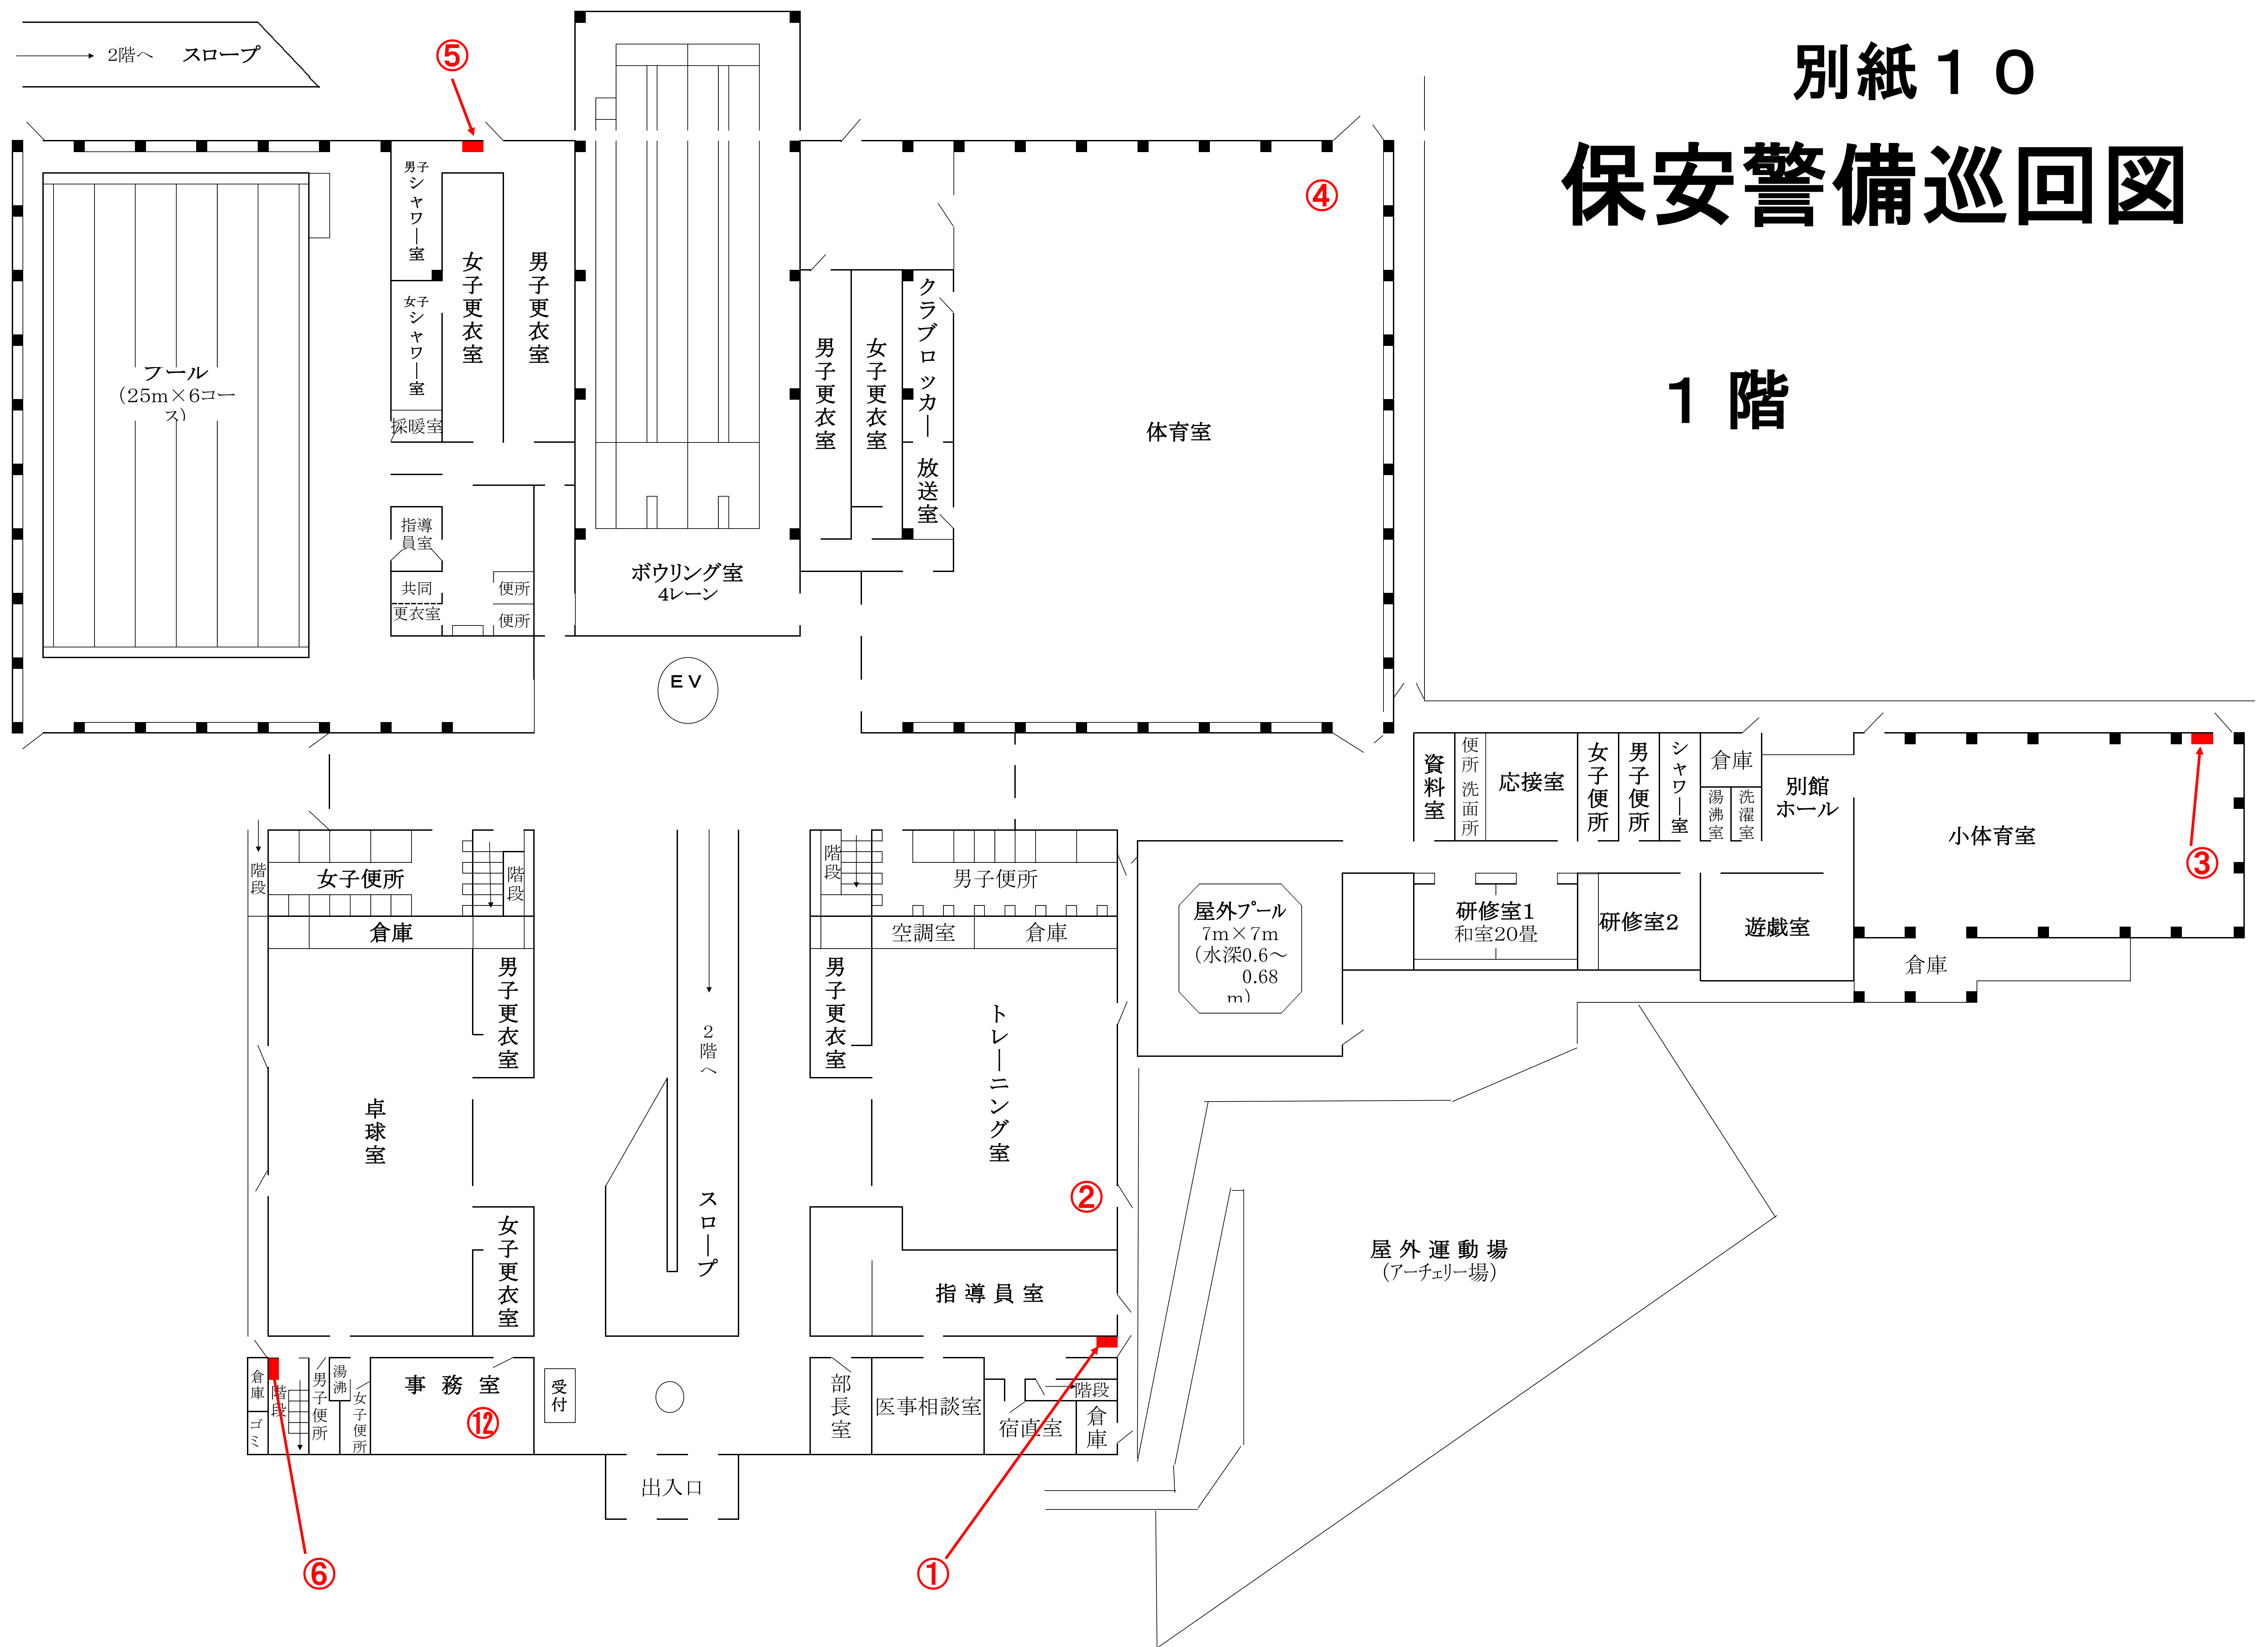 別紙１０
保安警備巡回図
１階
2階へ　スロープ
⑤
④
男子シャワー室
女子シャワー室
女子更衣室
男子更衣室
採暖室
プール
(25m×6コー
ス)
指導
員室
共同
更衣室
便所
便所
ボウリング室
4レーン
男子更衣室
女子更衣室
クラブロッカー
放送室
体育室
ＥＶ
資料室
便所 洗面所
応接室
女子便所
男子便所
シャワー室
倉庫
湯沸室
洗濯室
別館
ホール
小体育室
③
階段
女子便所
階段
倉庫
男子更衣室
卓球室
女子更衣室
2階へ
スロープ
階段
男子便所
空調室
倉庫
男子更衣室
トレーニング室
②
指導員室
屋外プール
7m×7m
(水深0.6～
0.68
m)
研修室1
和室20畳
研修室2
遊戯室
倉庫
屋外運動場
(アーチェリー場)
倉庫
ゴミ
階段
男子便所
湯沸
女子便所
事務室
⑫
受付
部長室
医事相談室
宿直室
階段
倉庫
出入口
⑥
①